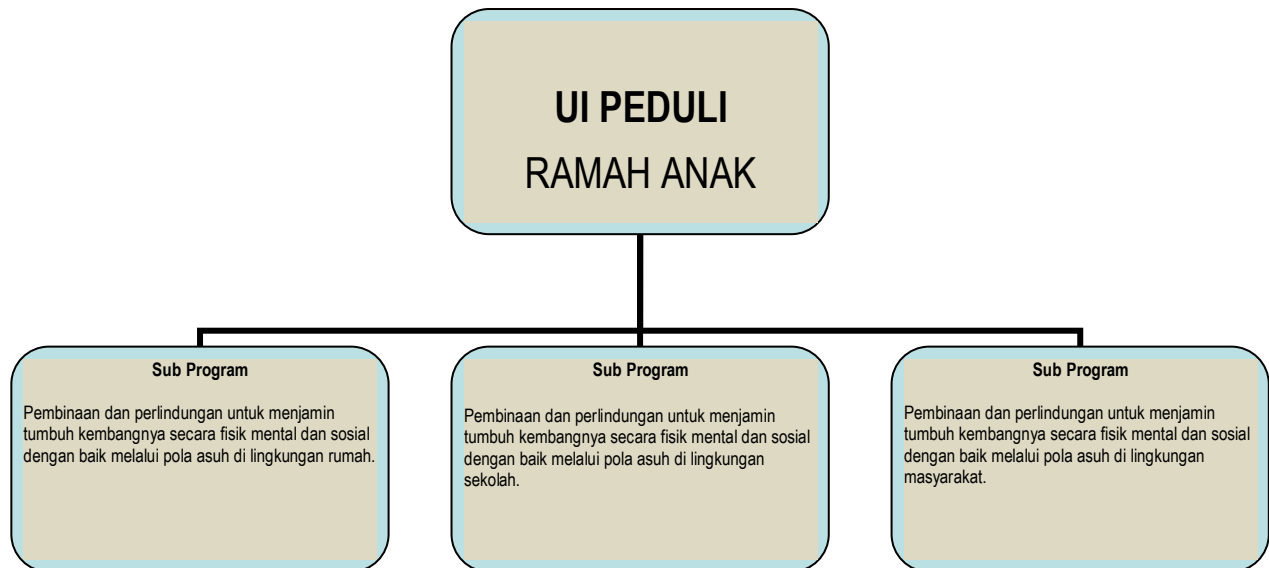 UI PEDULI
RAMAH ANAK
Sub Program
Pembinaan dan perlindungan untuk menjamin
tumbuh kembangnya secara fisik mental dan sosial
dengan baik melalui pola asuh di lingkungan rumah.
Sub Program
Pembinaan dan perlindungan untuk menjamin
tumbuh kembangnya secara fisik mental dan sosial
dengan baik melalui pola asuh di lingkungan
sekolah.
Sub Program
Pembinaan dan perlindungan untuk menjamin
tumbuh kembangnya secara fisik mental dan sosial
dengan baik melalui pola asuh di lingkungan
masyarakat.